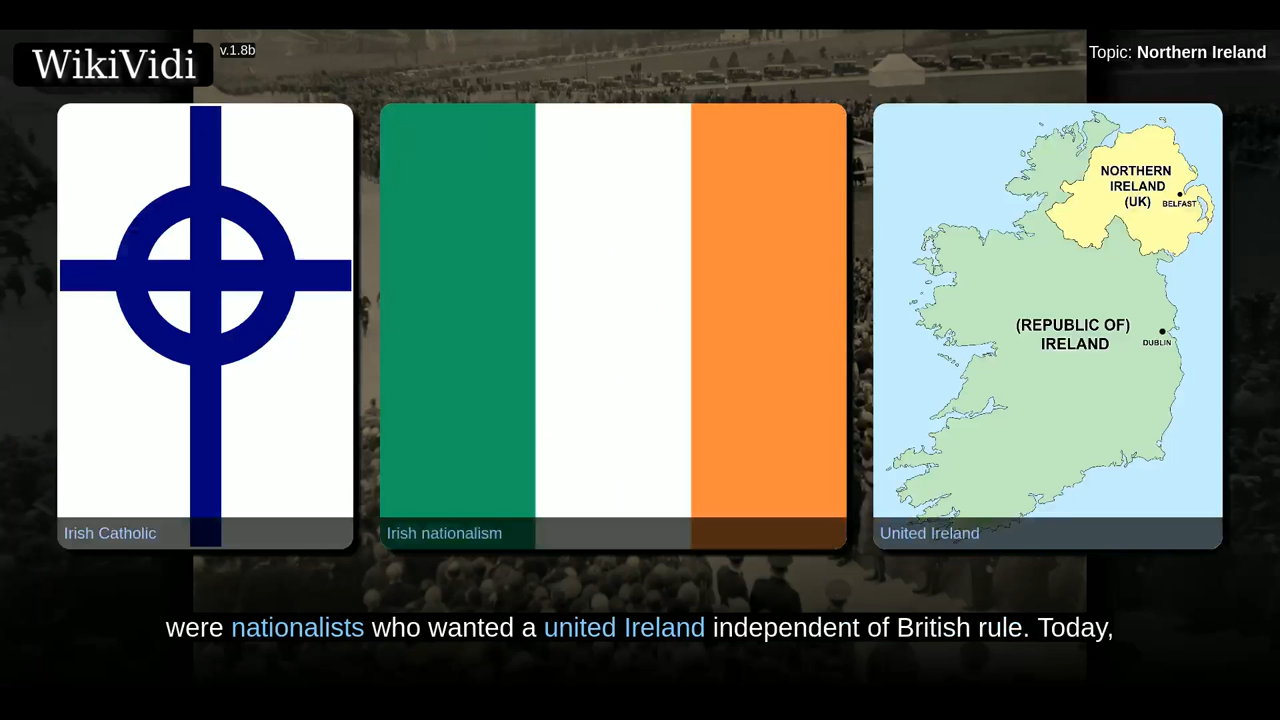 WikiVidi
v.1.8b
Topic: Northern Ireland
NORTHERN
IRELAND
(UK)
BELFAST
(REPUBLIC OF)
IRELAND
DUBLIN
Irish Catholic
Irish nationalism
United Ireland
were nationalists who wanted a united Ireland independent of British rule. Today,